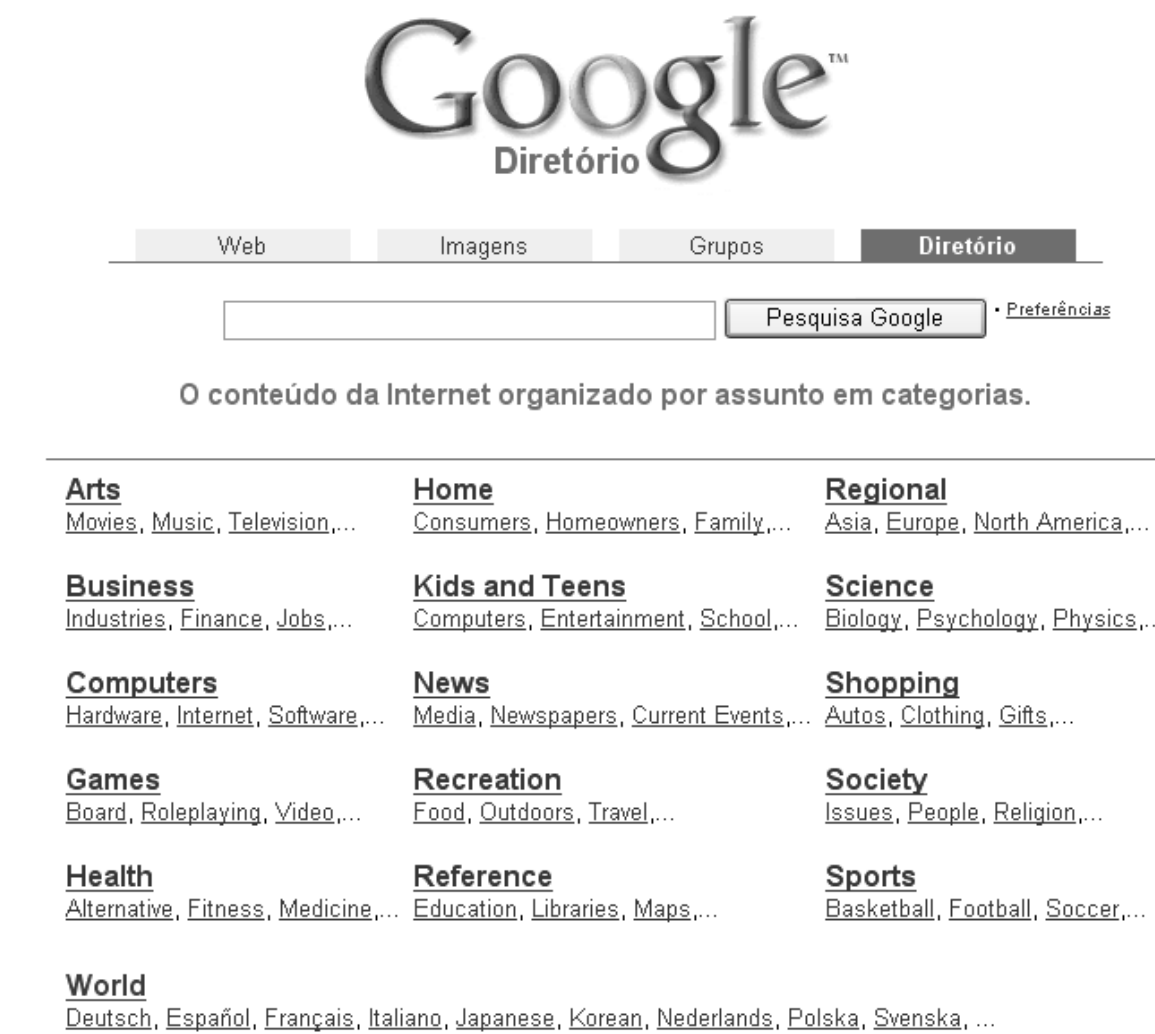 Google™
Diretório
Web Imagens Grupos Diretório
Pesquisa Google • Preferências
O conteúdo da Internet organizado por assunto em categorias.
Arts
Movies, Music, Television,...
Home
Consumers, Homeowners, Family,...
Regional
Asia, Europe, North America,...
Business
Industries, Finance, Jobs,...
Kids and Teens
Computers, Entertainment, School,...
Science
Biology, Psychology, Physics,..
Computers
Hardware, Internet, Software,...
News
Media, Newspapers, Current Events,...
Shopping
Autos, Clothing, Gifts,...
Games
Board, Roleplaying, Video,...
Recreation
Food, Outdoors, Travel,...
Society
Issues, People, Religion,...
Health
Alternative, Fitness, Medicine,...
Reference
Education, Libraries, Maps,...
Sports
Basketball, Football, Soccer,...
World
Deutsch, Español, Français, Italiano, Japanese, Korean, Nederlands, Polska, Svenska, ...